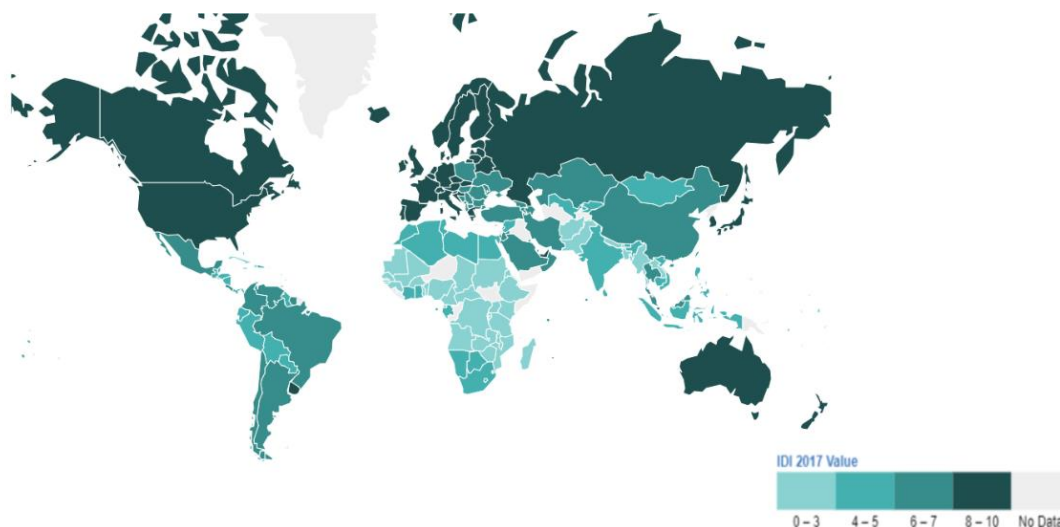 IDI 2017 Value
0 – 3 4 – 5 6 – 7 8 – 10 No Data